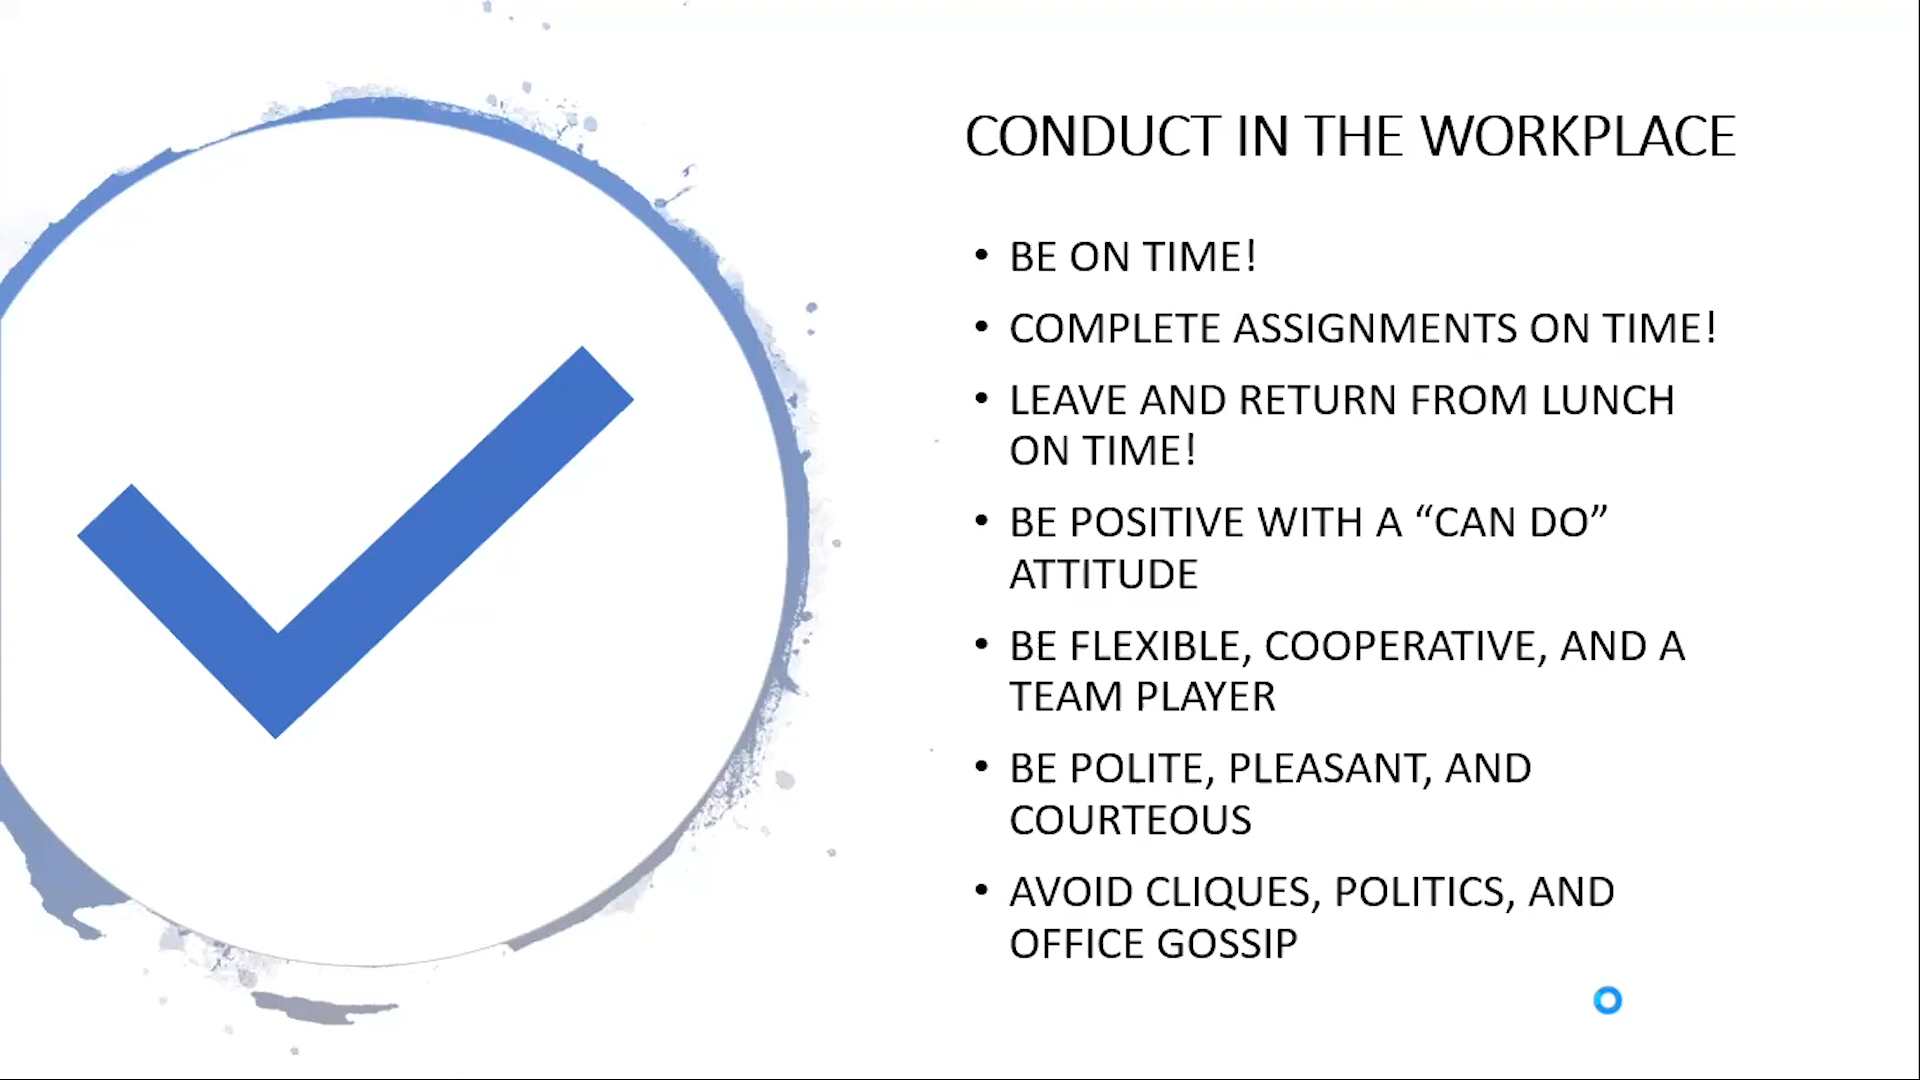 CONDUCT IN THE WORKPLACE
• BE ON TIME!
• COMPLETE ASSIGNMENTS ON TIME!
• LEAVE AND RETURN FROM LUNCH
ON TIME!
• BE POSITIVE WITH A “CAN DO”
ATTITUDE
• BE FLEXIBLE, COOPERATIVE, AND A
TEAM PLAYER
• BE POLITE, PLEASANT, AND
COURTEOUS
• AVOID CLIQUES, POLITICS, AND
OFFICE GOSSIP